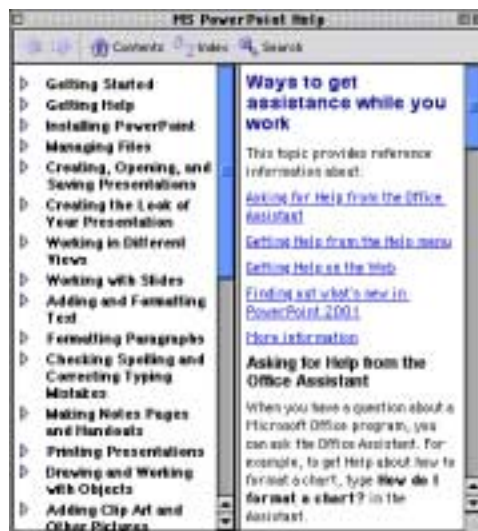 MS PowerPoint Help
Contents Index Search
Getting Started
Getting Help
Installing PowerPoint
Managing Files
Creating, Opening, and
Saving Presentations
Creating the Look of
Your Presentation
Working in Different
Views
Working with Slides
Adding and Formatting
Text
Formatting Paragraphs
Checking Spelling and
Correcting Typing
Mistakes
Making Notes Pages
and Handouts
Printing Presentations
Drawing and Working
with Objects
Adding Clip Art and
Other Pictures
Ways to get
assistance while you
work
This topic provides reference
information about:
Asking for Help from the Office
Assistant
Getting Help from the Help menu
Getting Help on the Web
Finding out what's new in
PowerPoint 2001
More information
Asking for Help from the
Office Assistant
When you have a question about a
Microsoft Office program, you
can ask the Office Assistant. For
example, to get Help about how to
format a chart, type How do I
format a chart? in the
Assistant.